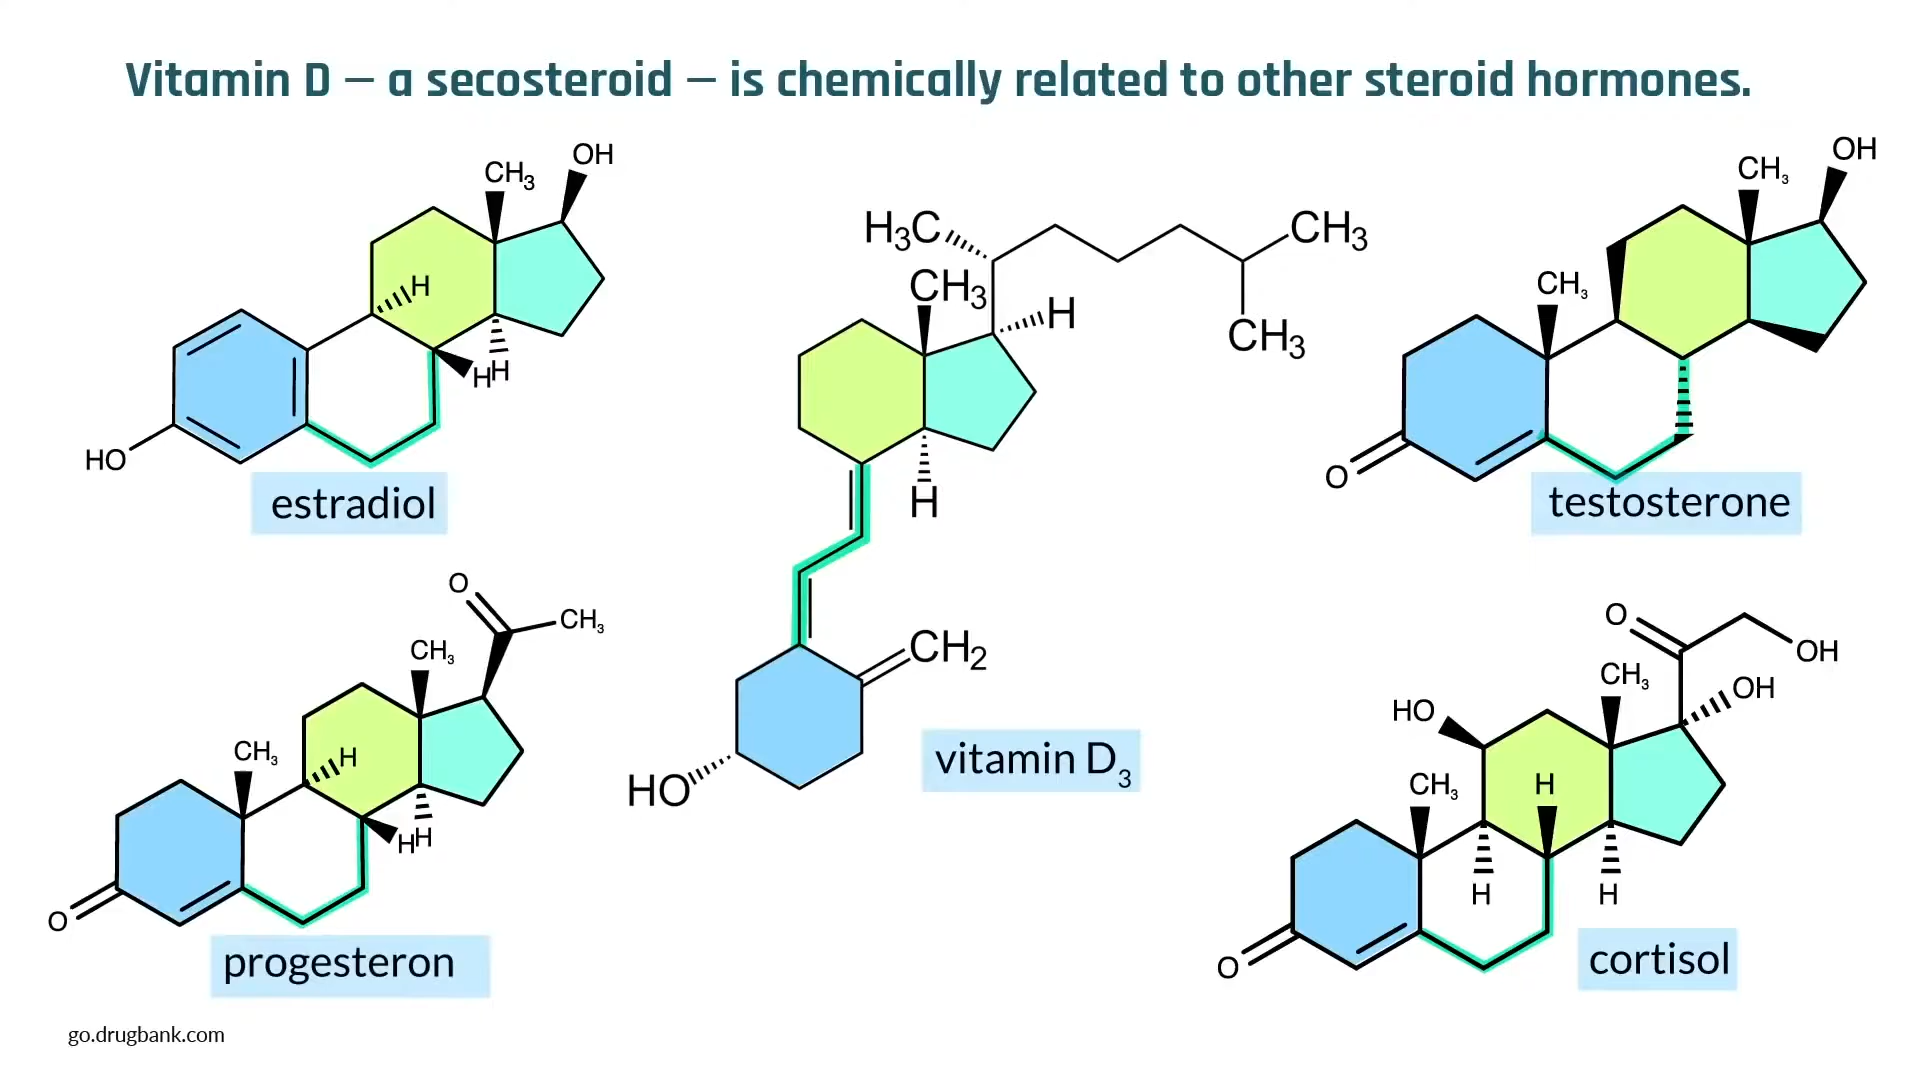 Vitamin D — a secosteroid — is chemically related to other steroid hormones.
OH
CH₃
H
H
H
HO
estradiol
H₃C
CH₃
CH₃
H
CH₃
H
CH₂
HO
vitamin D₃
OH
CH₃
CH₃
O
testosterone
O
CH₃
CH₃
CH₃
H
H
H
O
progesteron
O
OH
CH₃
OH
HO
CH₃
H
H
H
O
cortisol
go.drugbank.com